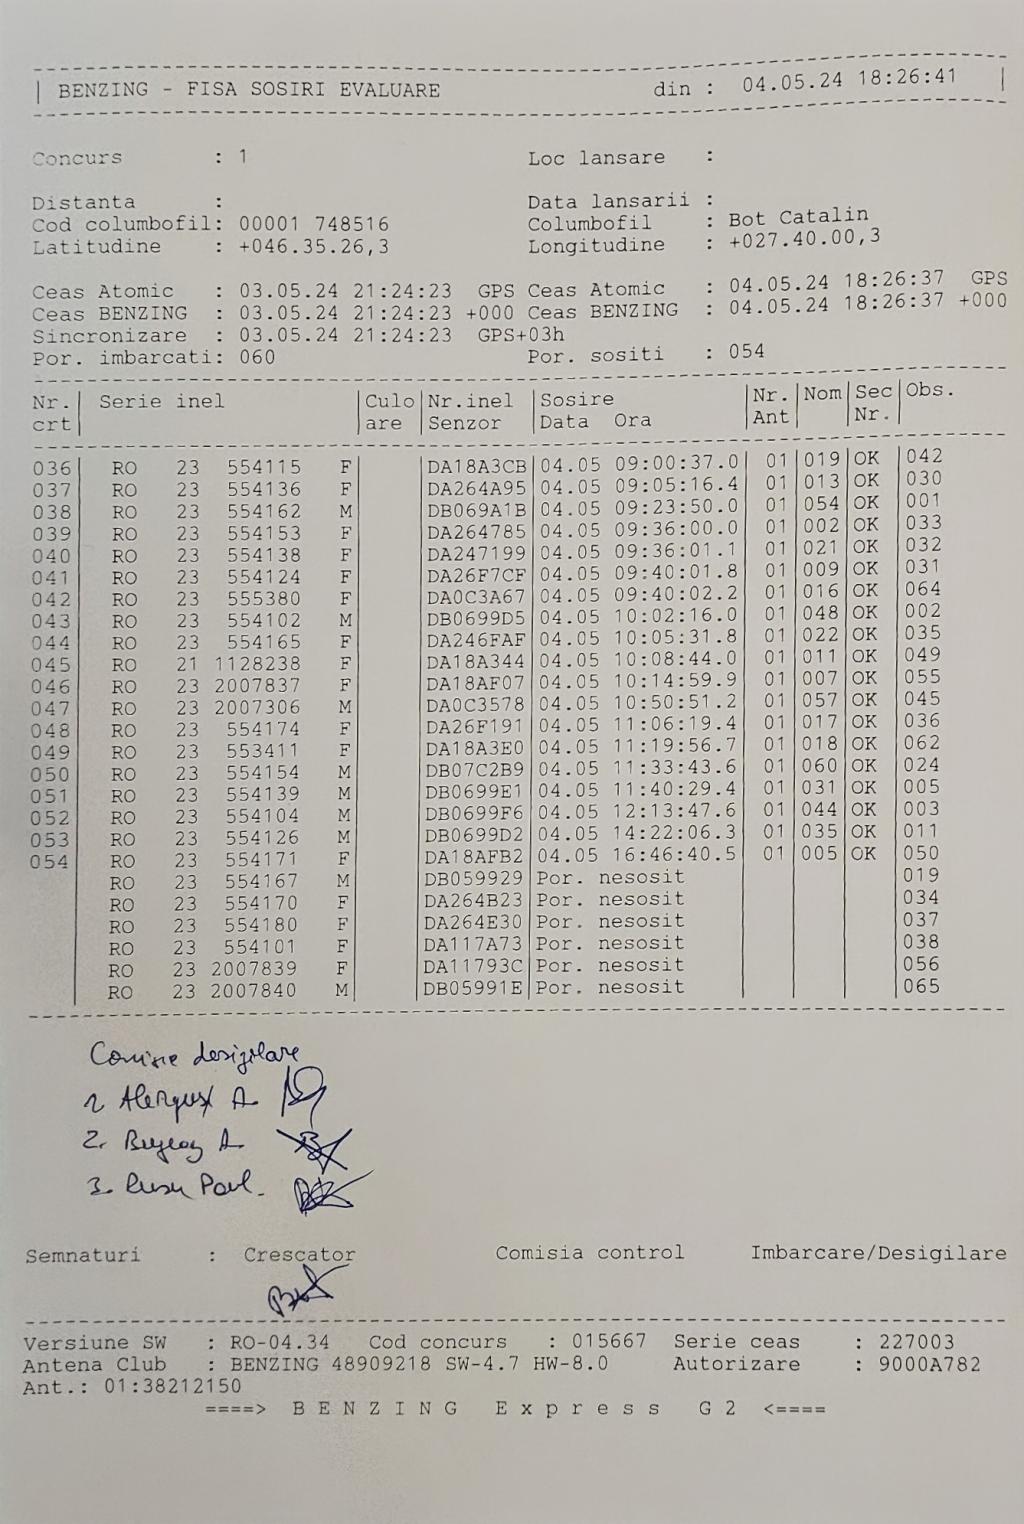 BENZING - FISA SOSIRI EVALUARE din : 04.05.24 18:26:41
Concurs : 1 Loc lansare :
Distanta : Data lansarii :
Cod columbofil: 00001 748516 Columbofil : Bot Catalin
Latitudine : +046.35.26,3 Longitudine : +027.40.00,3
Ceas Atomic : 03.05.24 21:24:23 GPS Ceas Atomic : 04.05.24 18:26:37 GPS
Ceas BENZING : 03.05.24 21:24:23 +000 Ceas BENZING : 04.05.24 18:26:37 +000
Sincronizare : 03.05.24 21:24:23 GPS+03h
Por. imbarcati: 060 Por. sositi : 054
Nr. Serie inel Culo Nr.inel Sosire Nr. Nom Sec Obs.
crt are Senzor Data Ora Ant Nr.
036 RO 23 554115 F DA18A3CB 04.05 09:00:37.0 01 019 OK 042
037 RO 23 554136 F DA264A95 04.05 09:05:16.4 01 013 OK 030
038 RO 23 554162 M DB069A1B 04.05 09:23:50.0 01 054 OK 001
039 RO 23 554153 F DA264785 04.05 09:36:00.0 01 002 OK 033
040 RO 23 554138 F DA247199 04.05 09:36:01.1 01 021 OK 032
041 RO 23 554124 F DA26F7CF 04.05 09:40:01.8 01 009 OK 031
042 RO 23 555380 F DA0C3A67 04.05 09:40:02.2 01 016 OK 064
043 RO 23 554102 M DB0699D5 04.05 10:02:16.0 01 048 OK 002
044 RO 23 554165 F DA246FAF 04.05 10:05:31.8 01 022 OK 035
045 RO 21 1128238 F DA18A344 04.05 10:08:44.0 01 011 OK 049
046 RO 23 2007837 F DA18AF07 04.05 10:14:59.9 01 007 OK 055
047 RO 23 2007306 M DA0C3578 04.05 10:50:51.2 01 057 OK 045
048 RO 23 554174 F DA26F191 04.05 11:06:19.4 01 017 OK 036
049 RO 23 553411 F DA18A3E0 04.05 11:19:56.7 01 018 OK 062
050 RO 23 554154 M DB07C2B9 04.05 11:33:43.6 01 060 OK 024
051 RO 23 554139 M DB0699E1 04.05 11:40:29.4 01 031 OK 005
052 RO 23 554104 M DB0699F6 04.05 12:13:47.6 01 044 OK 003
053 RO 23 554126 M DB0699D2 04.05 14:22:06.3 01 035 OK 011
054 RO 23 554171 F DA18AFB2 04.05 16:46:40.5 01 005 OK 050
RO 23 554167 M DB059929 Por. nesosit 019
RO 23 554170 F DA264B23 Por. nesosit 034
RO 23 554180 F DA264E30 Por. nesosit 037
RO 23 554101 F DA117A73 Por. nesosit 038
RO 23 2007839 F DA11793C Por. nesosit 056
RO 23 2007840 M DB05991E Por. nesosit 065
Comisie desigilare
1. A.
2. A.
3. Rusu Paul.
Semnaturi : Crescator Comisia control Imbarcare/Desigilare
Versiune SW : RO-04.34 Cod concurs : 015667 Serie ceas : 227003
Antena Club : BENZING 48909218 SW-4.7 HW-8.0 Autorizare : 9000A782
Ant.: 01:38212150
====> BENZING Express G2 <====